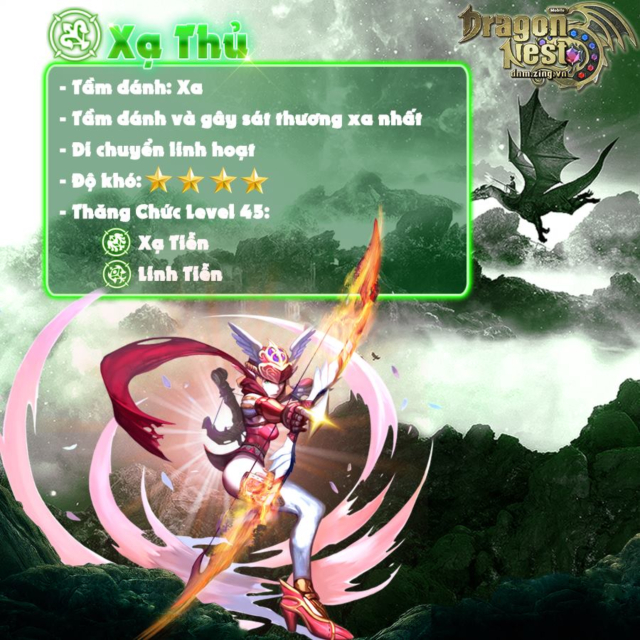 Xạ Thủ
Mobile
Dragon
Nest
dnm.zing.vn
- Tầm đánh: Xa
- Tầm đánh và gây sát thương xa nhất
- Di chuyển linh hoạt
- Độ khó:
- Thăng Chức Level 45:
Xạ Tiễn
Linh Tiễn